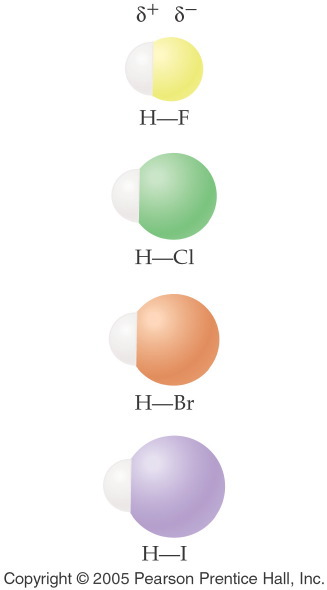 δ+ δ−
H—F
H—Cl
H—Br
H—I
Copyright © 2005 Pearson Prentice Hall, Inc.